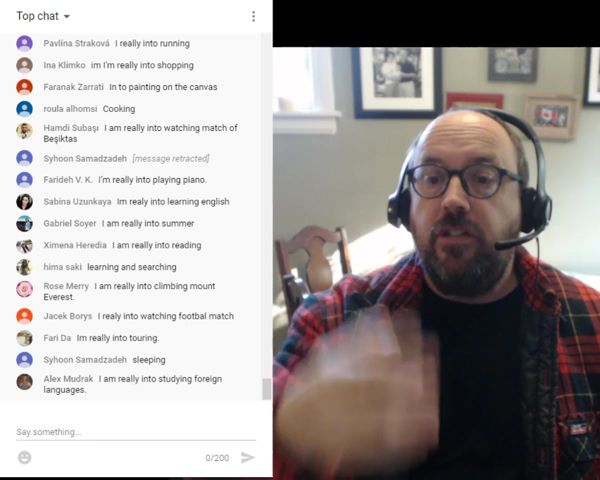 Top chat
Pavlína Straková I really into running
Ina Klimko im I'm really into shopping
Faranak Zarrati In to painting on the canvas
roula alhomsi Cooking
Hamdi Subaşı I am really into watching match of
Beşiktas
Syhoon Samadzadeh [message retracted]
Farideh V. K. I'm really into playing piano.
Sabina Uzunkaya Im realy into learning english
Gabriel Soyer I am really into summer
Ximena Heredia I am really into reading
hima saki learning and searching
Rose Merry I am really into climbing mount
Everest.
Jacek Borys I realy into watching footbal match
Fari Da Im really into touring.
Syhoon Samadzadeh sleeping
Alex Mudrak I am really into studying foreign
languages.
Say something...
0/200